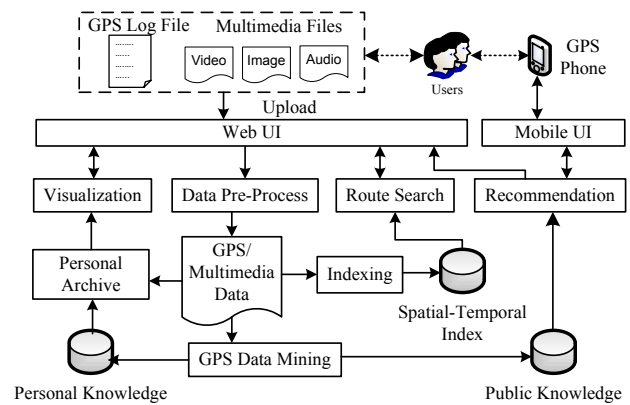 GPS Log File
Multimedia Files
Video
Image
Audio
Users
GPS
Phone
Upload
Web UI
Mobile UI
Visualization
Data Pre-Process
Route Search
Recommendation
Personal
Archive
GPS/
Multimedia
Data
Indexing
Spatial-Temporal
Index
GPS Data Mining
Personal Knowledge
Public Knowledge